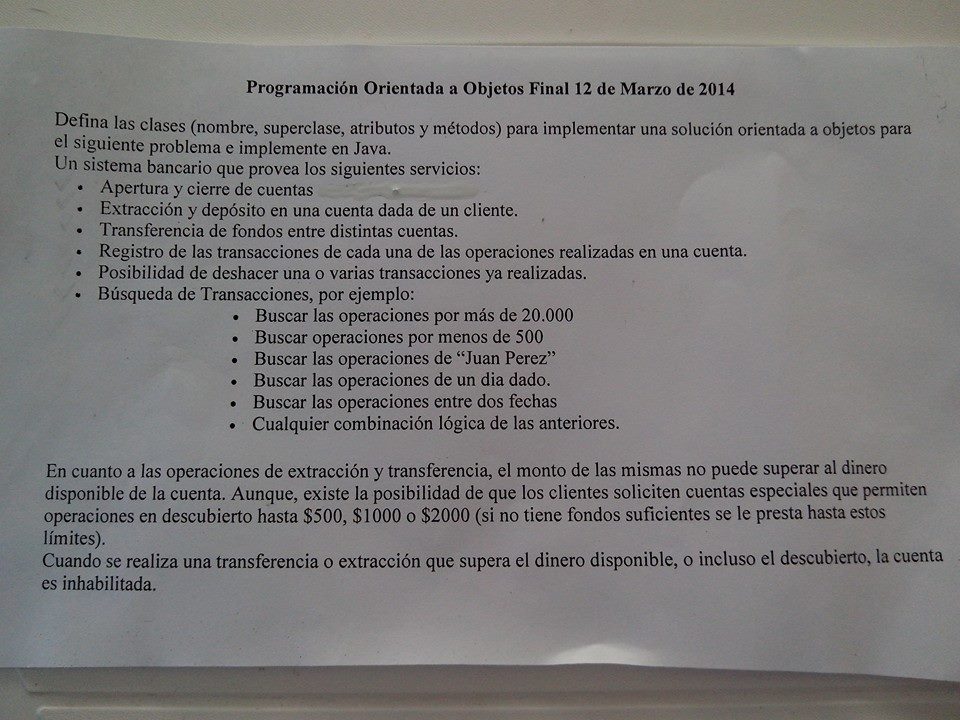 Programación Orientada a Objetos Final 12 de Marzo de 2014
Defina las clases (nombre, superclase, atributos y métodos) para implementar una solución orientada a objetos para
el siguiente problema e implemente en Java.
Un sistema bancario que provea los siguientes servicios:
• Apertura y cierre de cuentas
• Extracción y depósito en una cuenta dada de un cliente.
• Transferencia de fondos entre distintas cuentas.
• Registro de las transacciones de cada una de las operaciones realizadas en una cuenta.
• Posibilidad de deshacer una o varias transacciones ya realizadas.
• Búsqueda de Transacciones, por ejemplo:
• Buscar las operaciones por más de 20.000
• Buscar operaciones por menos de 500
• Buscar las operaciones de “Juan Perez”
• Buscar las operaciones de un dia dado.
• Buscar las operaciones entre dos fechas
• Cualquier combinación lógica de las anteriores.
En cuanto a las operaciones de extracción y transferencia, el monto de las mismas no puede superar al dinero
disponible de la cuenta. Aunque, existe la posibilidad de que los clientes soliciten cuentas especiales que permiten
operaciones en descubierto hasta $500, $1000 o $2000 (si no tiene fondos suficientes se le presta hasta estos
límites).
Cuando se realiza una transferencia o extracción que supera el dinero disponible, o incluso el descubierto, la cuenta
es inhabilitada.